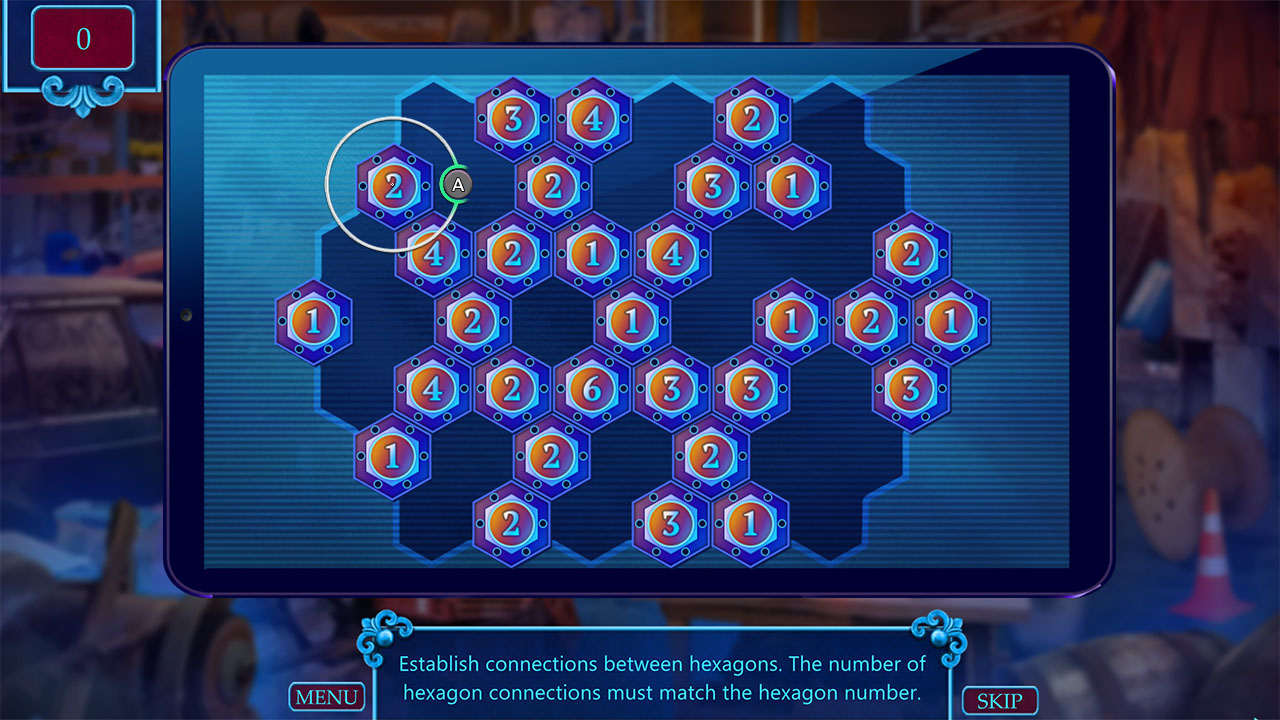 0
3 4 2
2 A 2 3 1
4 2 1 4 2
1 2 1 1 2 1
4 2 6 3 3 3
1 2 2
2 3 1
Establish connections between hexagons. The number of
hexagon connections must match the hexagon number.
MENU SKIP